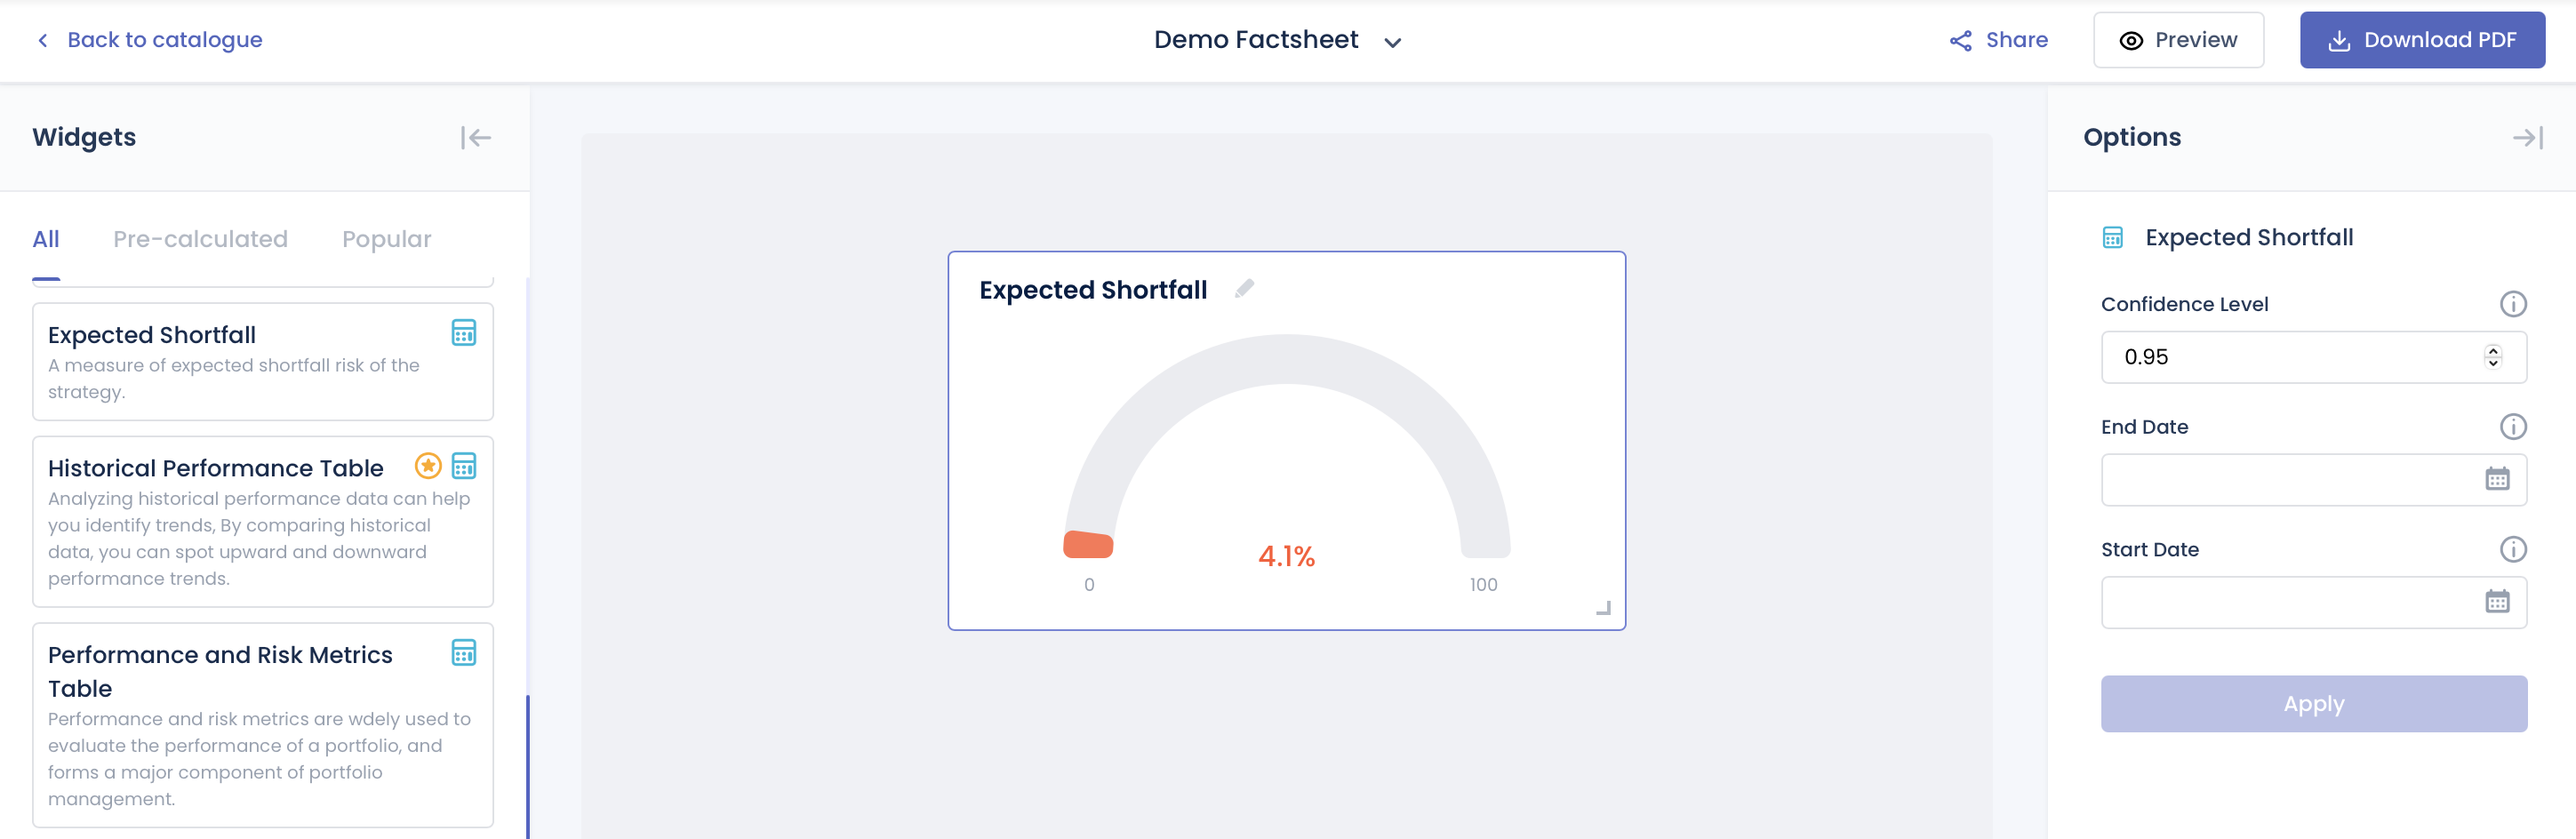 Back to catalogue
Demo Factsheet
Share
Preview
Download PDF
Widgets
All
Pre-calculated
Popular
Expected Shortfall
A measure of expected shortfall risk of the
strategy.
Historical Performance Table
Analyzing historical performance data can help
you identify trends, By comparing historical
data, you can spot upward and downward
performance trends.
Performance and Risk Metrics
Table
Performance and risk metrics are wdely used to
evaluate the performance of a portfolio, and
forms a major component of portfolio
management.
Expected Shortfall
4.1%
0
100
Options
Expected Shortfall
Confidence Level
0.95
End Date
Start Date
Apply